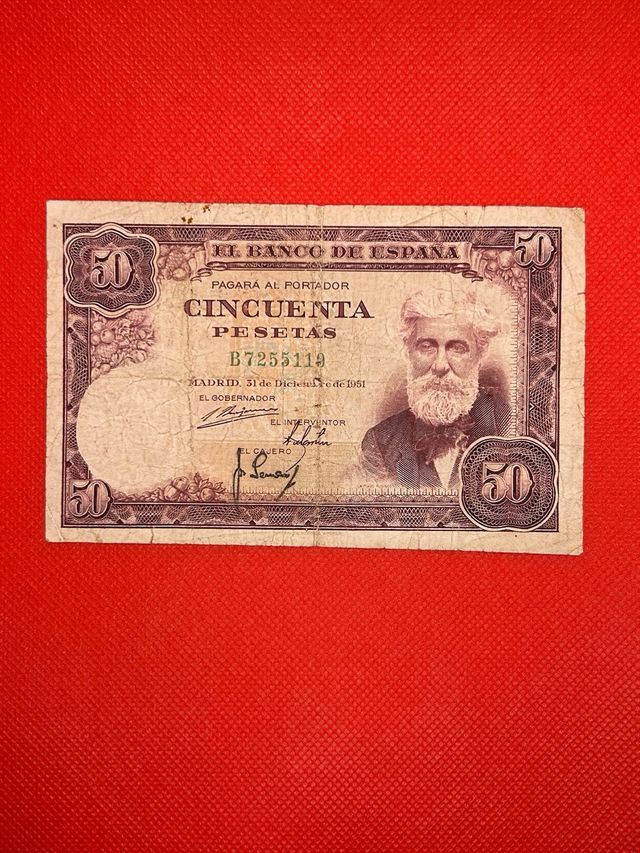 50 EL BANCO DE ESPAÑA 50
PAGARÁ AL PORTADOR
CINCUENTA
PESETAS
B7255119
MADRID, 31 de Diciembre de 1951
EL GOBERNADOR
EL INTERVENTOR
EL CAJERO
50 50